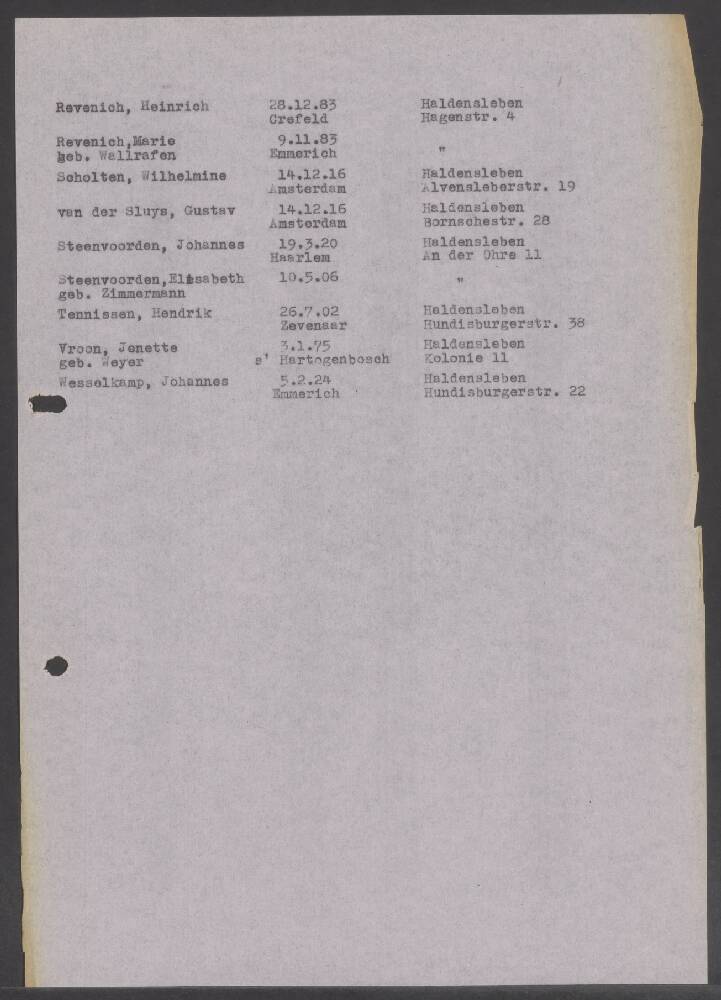 Revenich, Heinrich 28.12.83 Haldensleben
Crefeld Hagenstr. 4
Revenich,Marie 9.11.83 "
geb. Wallrafen Emmerich
Scholten, Wilhelmine 14.12.16 Haldensleben
Amsterdam Alvensleberstr. 19
van der Sluys, Gustav 14.12.16 Haldensleben
Amsterdam Bornschestr. 28
Steenvoorden, Johannes 19.3.20 Haldensleben
Haarlem An der Ohre 11
Steenvoorden,Elisabeth 10.5.06 "
geb. Zimmermann
Tennissen, Hendrik 26.7.02 Haldensleben
Zevenaar Hundisburgerstr. 38
Vroon, Jenette 3.1.75 Haldensleben
geb. Weyer s' Hartogenbosch Kolonie 11
Wesselkamp, Johannes 5.2.24 Haldensleben
Emmerich Hundisburgerstr. 22